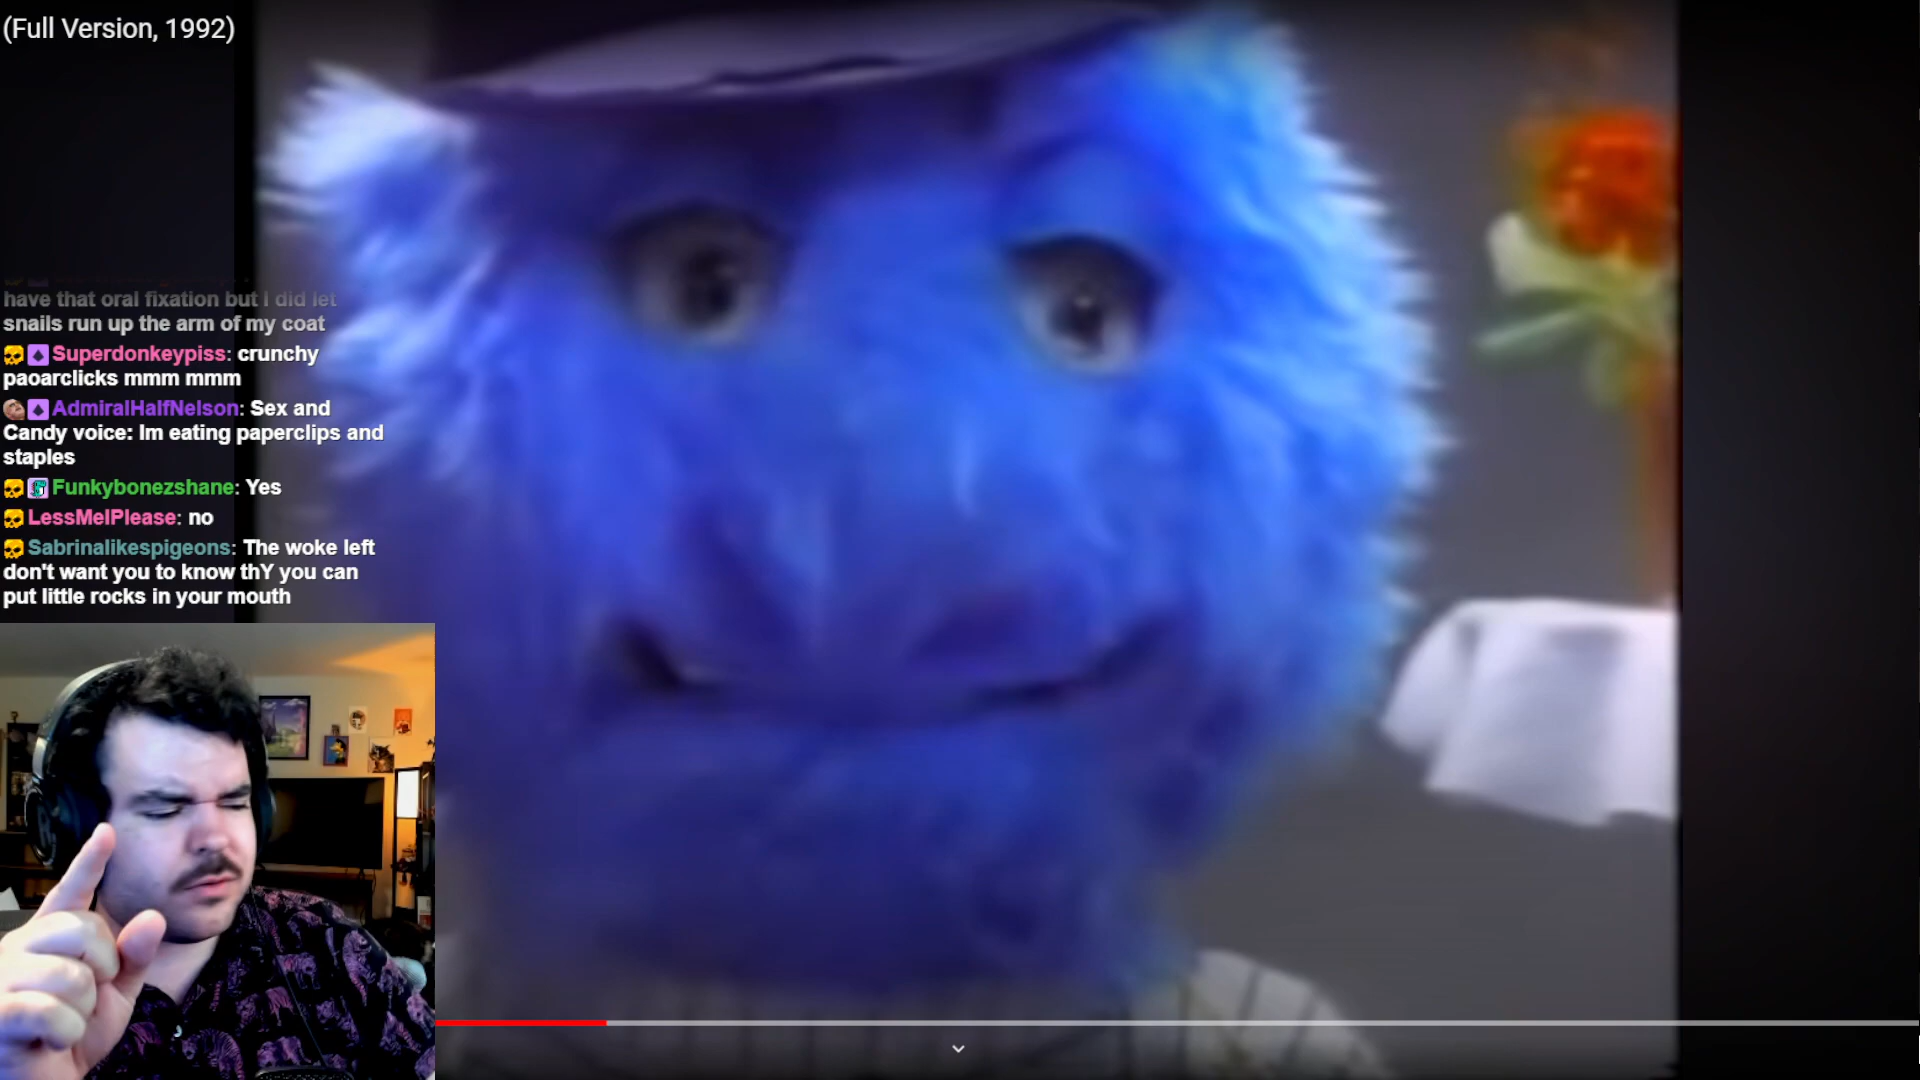 (Full Version, 1992)
have that oral fixation but I did let
snails run up the arm of my coat
Superdonkeypiss: crunchy
paoarclicks mmm mmm
AdmiralHalfNelson: Sex and
Candy voice: Im eating paperclips and
staples
Funkybonezshane: Yes
LessMelPlease: no
Sabrinalikespigeons: The woke left
don't want you to know thY you can
put little rocks in your mouth